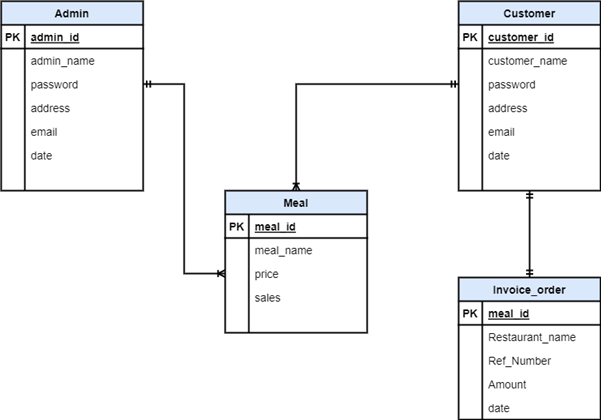 Admin
PK admin_id
admin_name
password
address
email
date
Customer
PK customer_id
customer_name
password
address
email
date
Meal
PK meal_id
meal_name
price
sales
Invoice_order
PK meal_id
Restaurant_name
Ref_Number
Amount
date